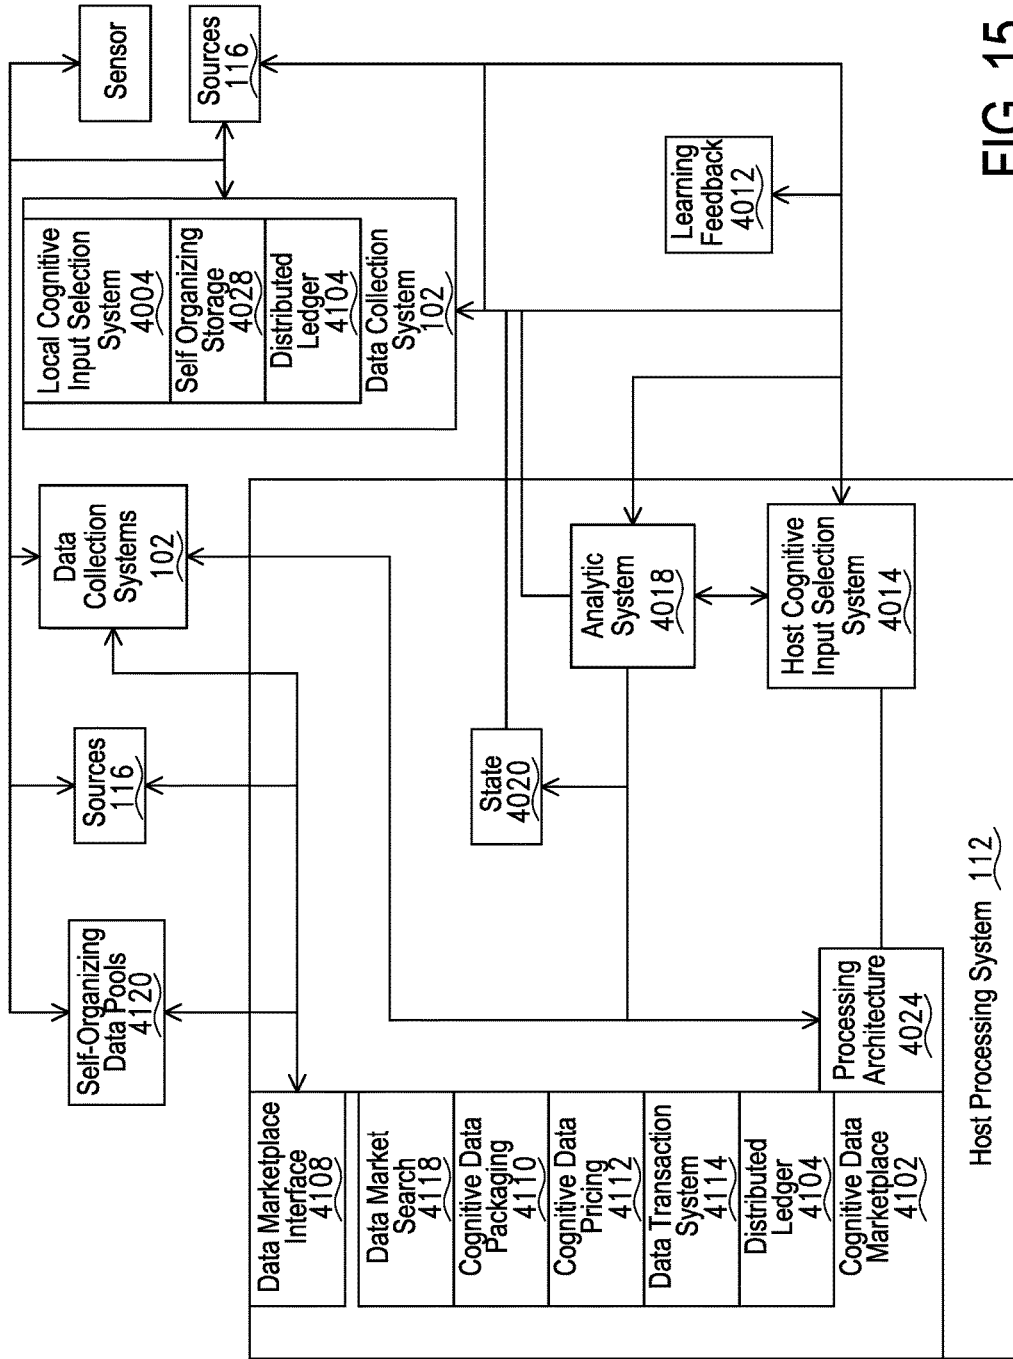 Self-Organizing
Data Pools
4120
Sources
116
Data
Collection
Systems
102
Local Cognitive
Input Selection
System
4004
Self Organizing
Storage
4028
Distributed
Ledger
4104
Data Collection
System
102
Sensor
Sources
116
Data Marketplace
Interface
4108
Data Market
Search
4118
Cognitive Data
Packaging
4110
Cognitive Data
Pricing
4112
Data Transaction
System
4114
Distributed
Ledger
4104
Cognitive Data
Marketplace
4102
State
4020
Analytic
System
4018
Host Cognitive
Input Selection
System
4014
Processing
Architecture
4024
Learning
Feedback
4012
Host Processing System 112
FIG. 15